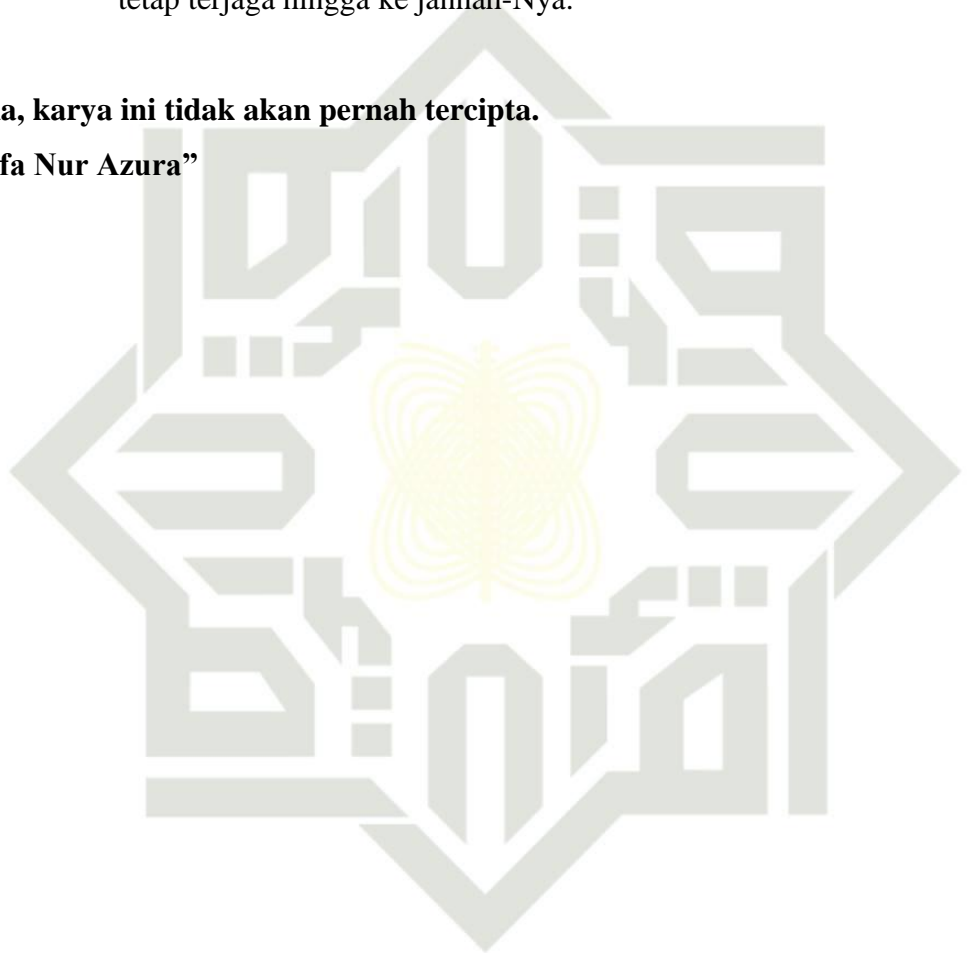 tetap terjaga hingga ke jannah-Nya.
a, karya ini tidak akan pernah tercipta.
fa Nur Azura”